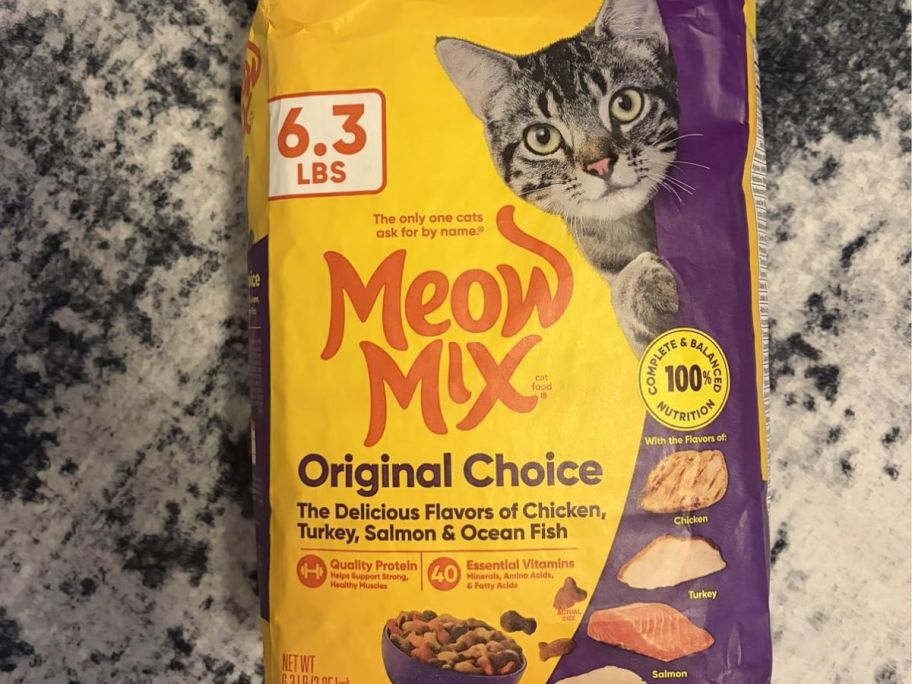 6.3
LBS
The only one cats
ask for by name.®
Meow
Mix
cat
food
®
COMPLETE & BALANCED
100%
NUTRITION
With the Flavors of:
Original Choice
The Delicious Flavors of Chicken,
Turkey, Salmon & Ocean Fish
Chicken
Quality Protein
Helps Support Strong,
Healthy Muscles
40
Essential Vitamins
Minerals, Amino Acids,
& Fatty Acids
Turkey
ACTUAL
SIZE
Salmon
NET WT